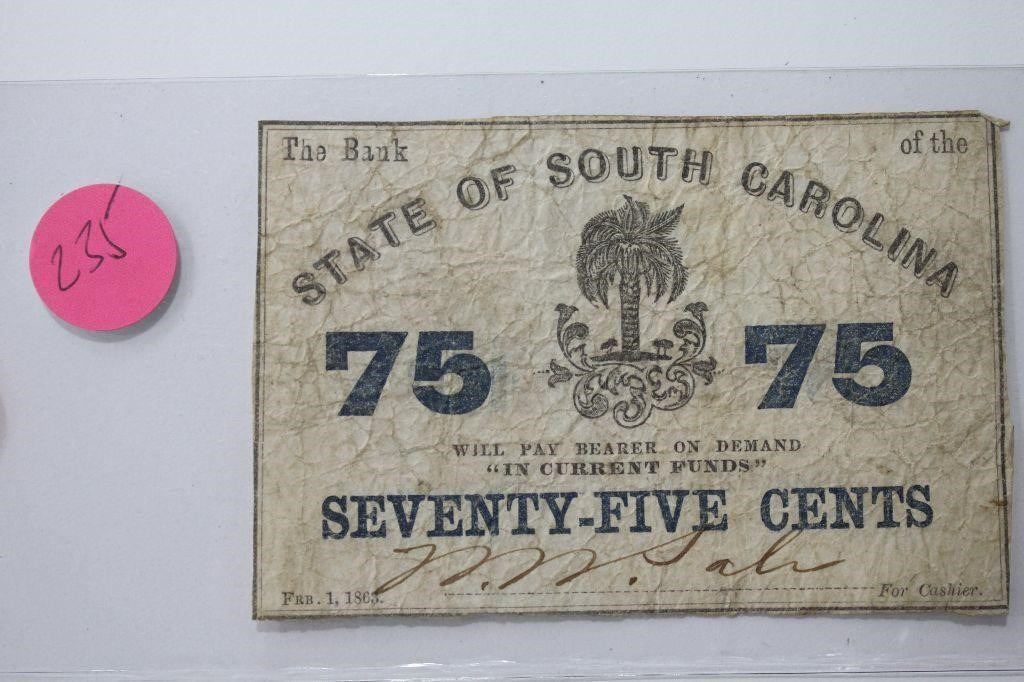 235
The Bank of the
STATE OF SOUTH CAROLINA
75 75
WILL PAY BEARER ON DEMAND
"IN CURRENT FUNDS"
SEVENTY-FIVE CENTS
FEB. 1, 1863. For Cashier.